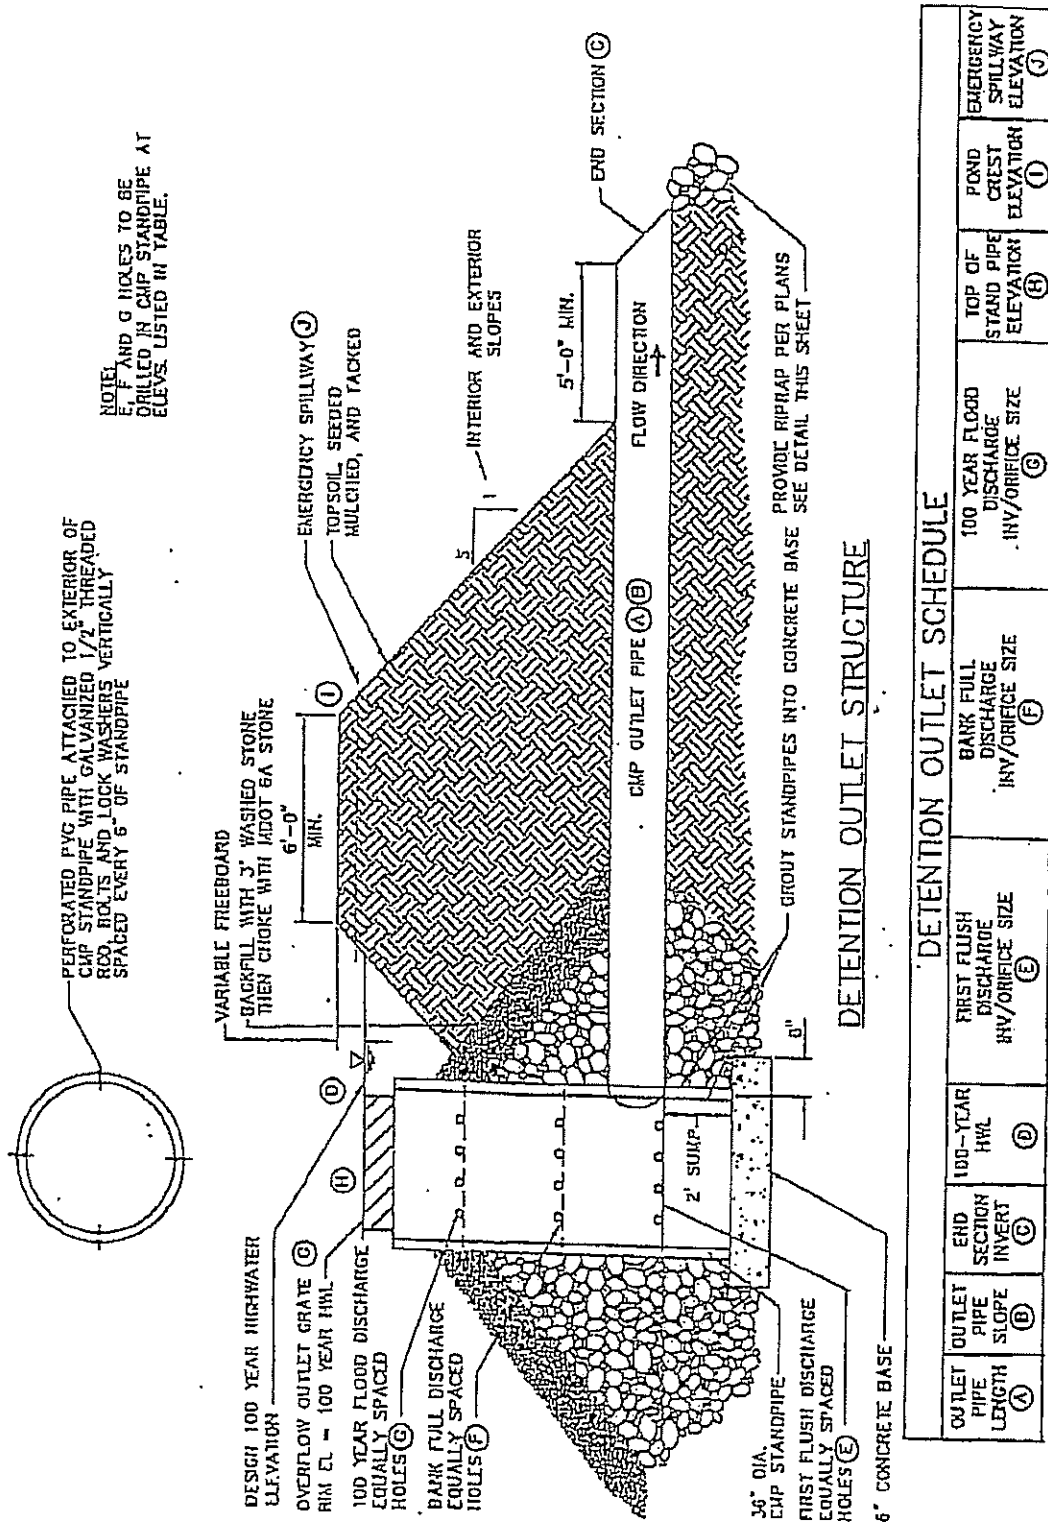 PERFORATED PVC PIPE ATTACHED TO EXTERIOR OF
CMP STANDPIPE WITH GALVANIZED 1/2" THREADED
ROD, BOLTS AND LOCK WASHERS VERTICALLY
SPACED EVERY 6" OF STANDPIPE
NOTE:
E, F AND G HOLES TO BE
DRILLED IN CMP STANDPIPE AT
ELEVS. LISTED IN TABLE.
DESIGN 100 YEAR HIGHWATER
ELEVATION
OVERFLOW OUTLET GRATE G
RIM EL = 100 YEAR HWL
100 YEAR FLOOD DISCHARGE
EQUALLY SPACED
HOLES G
BANK FULL DISCHARGE
EQUALLY SPACED
HOLES F
36" DIA.
CMP STANDPIPE
FIRST FLUSH DISCHARGE
EQUALLY SPACED
HOLES E
6" CONCRETE BASE
H
D
VARIABLE FREEBOARD
BACKFILL WITH 3" WASHED STONE
THEN CHOKE WITH MDOT 6A STONE
6'-0"
MIN.
I
EMERGENCY SPILLWAY J
TOPSOIL, SEEDED
MULCHED, AND TACKED
INTERIOR AND EXTERIOR
SLOPES
5
1
5'-0" MIN.
END SECTION C
CMP OUTLET PIPE A B
FLOW DIRECTION
2' SUMP
GROUT STANDPIPES INTO CONCRETE BASE
PROVIDE RIPRAP PER PLANS
SEE DETAIL THIS SHEET
DETENTION OUTLET STRUCTURE
DETENTION OUTLET SCHEDULE
OUTLET
PIPE
LENGTH
A
OUTLET
PIPE
SLOPE
B
END
SECTION
INVERT
C
100-YEAR
HWL
D
FIRST FLUSH
DISCHARGE
INV/ORIFICE SIZE
E
BANK FULL
DISCHARGE
INV/ORIFICE SIZE
F
100 YEAR FLOOD
DISCHARGE
INV/ORIFICE SIZE
G
TOP OF
STAND PIPE
ELEVATION
H
POND
CREST
ELEVATION
I
EMERGENCY
SPILLWAY
ELEVATION
J